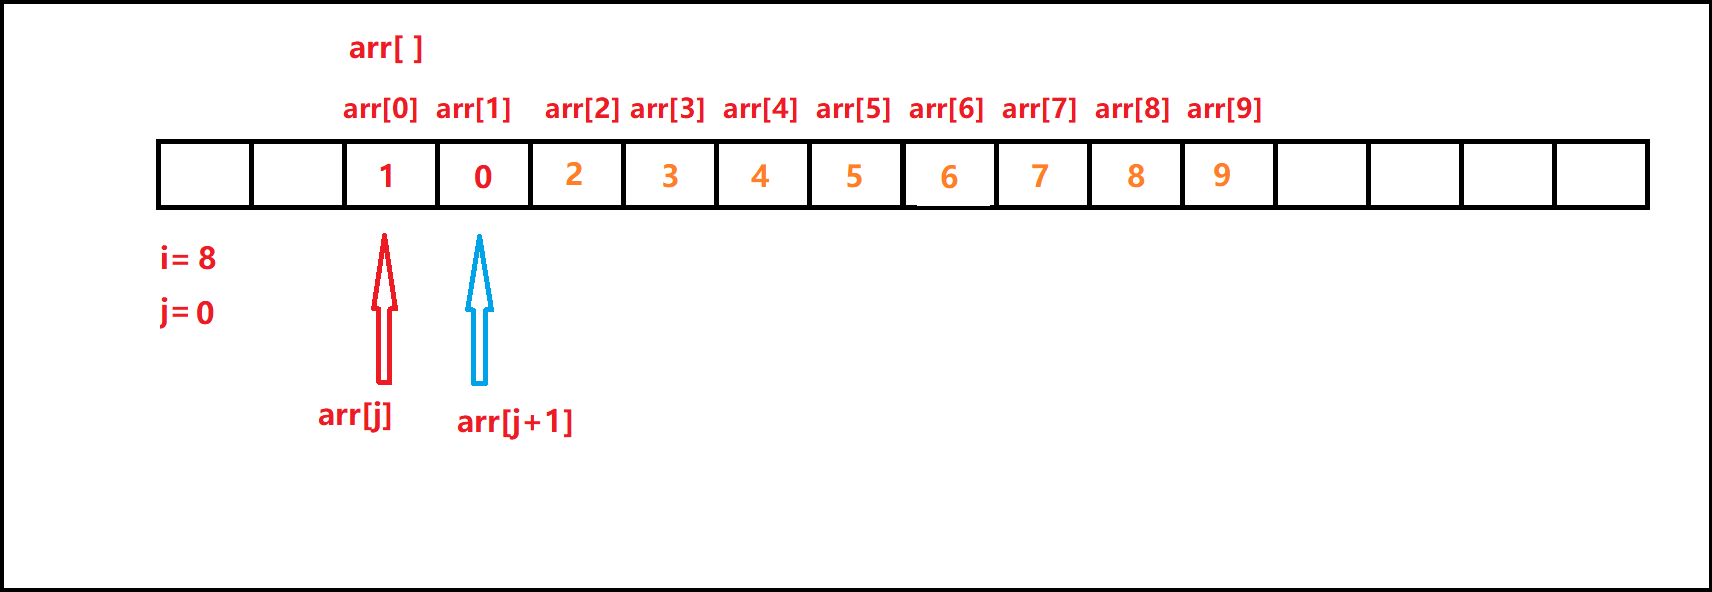 arr[ ]
arr[0] arr[1] arr[2] arr[3] arr[4] arr[5] arr[6] arr[7] arr[8] arr[9]
1 0 2 3 4 5 6 7 8 9
i= 8
j= 0
arr[j] arr[j+1]